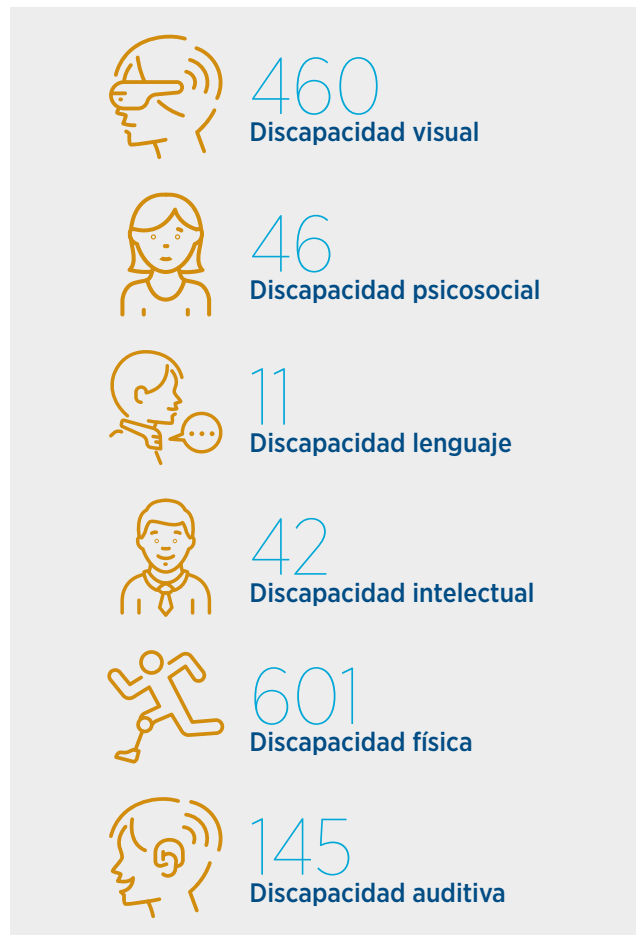 460
Discapacidad visual
46
Discapacidad psicosocial
11
Discapacidad lenguaje
42
Discapacidad intelectual
601
Discapacidad física
145
Discapacidad auditiva